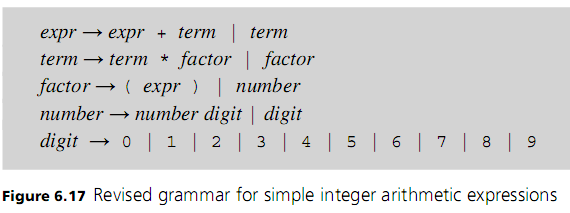 expr → expr + term | term
term → term * factor | factor
factor → ( expr ) | number
number → number digit | digit
digit → 0 | 1 | 2 | 3 | 4 | 5 | 6 | 7 | 8 | 9
Figure 6.17 Revised grammar for simple integer arithmetic expressions